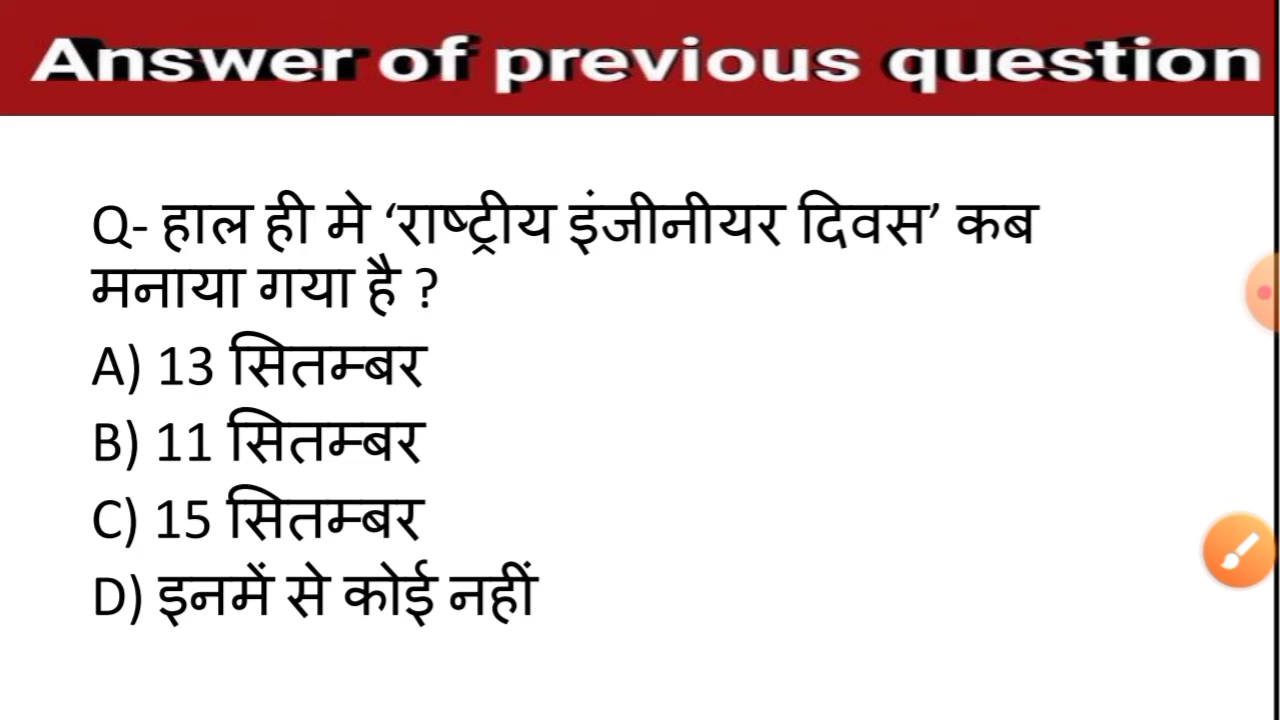 Answer of previous question
Q- हाल ही मे ‘राष्ट्रीय इंजीनीयर दिवस’ कब
मनाया गया है ?
A) 13 सितम्बर
B) 11 सितम्बर
C) 15 सितम्बर
D) इनमें से कोई नहीं